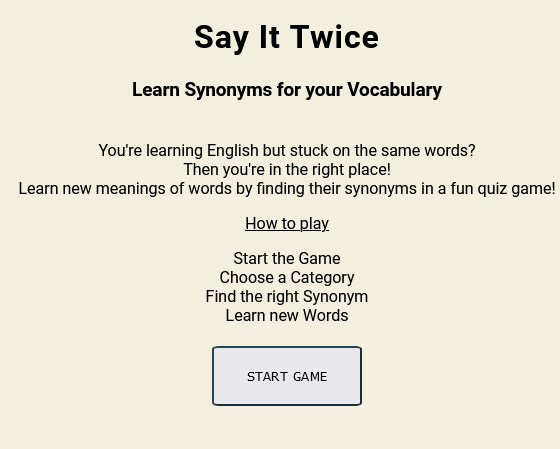 Say It Twice
Learn Synonyms for your Vocabulary
You're learning English but stuck on the same words?
Then you're in the right place!
Learn new meanings of words by finding their synonyms in a fun quiz game!
How to play
Start the Game
Choose a Category
Find the right Synonym
Learn new Words
START GAME